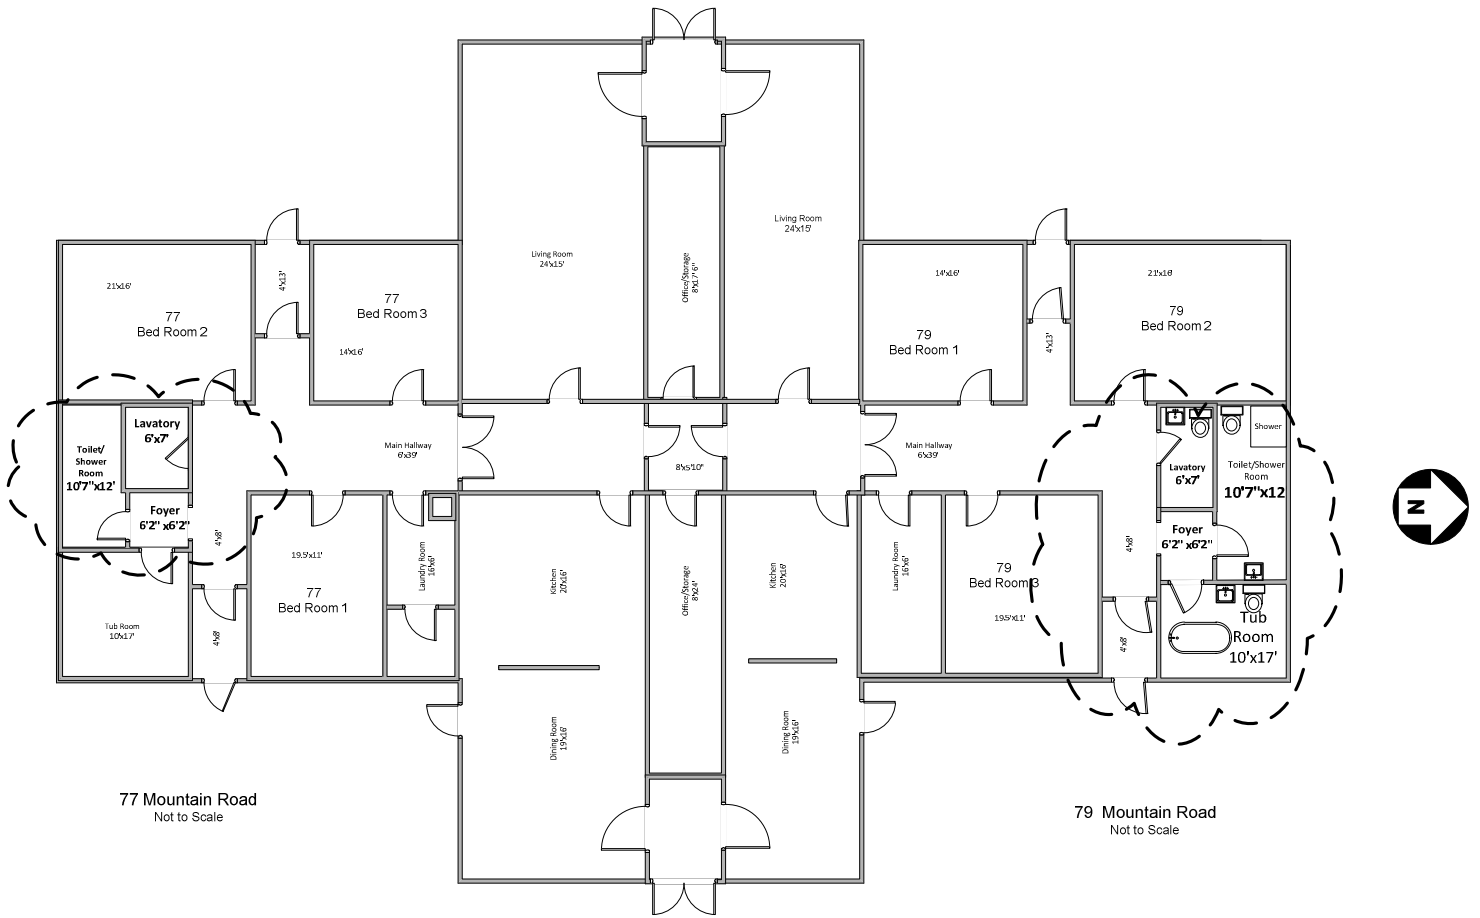 Living Room
24'x15'
Living Room
24'x15'
Office/Storage
8'x17' 6"
21'x16'
77
Bed Room 2
4'x13'
77
Bed Room 3
14'x16'
14'x16'
79
Bed Room 1
4'x13'
21'x16'
79
Bed Room 2
Lavatory
6'x7'
Toilet/
Shower
Room
10'7"x12'
Foyer
6'2" x6'2"
4'x8'
Main Hallway
6'x39'
8'x5'10"
Main Hallway
6'x39'
Shower
Toilet/Shower
Room
10'7"x12
Lavatory
6'x7'
Foyer
6'2" x6'2"
4'x8'
N
19.5'x11'
77
Bed Room 1
Laundry Room
16'x6'
Kitchen
20'x16'
Office/Storage
8'x24'
Kitchen
20'x16'
Laundry Room
16'x6'
79
Bed Room 3
19.5'x11'
Tub Room
10'x17'
4'x8'
4'x8'
Tub
Room
10'x17'
Dining Room
19'x16'
Dining Room
19'x16'
77 Mountain Road
Not to Scale
79 Mountain Road
Not to Scale